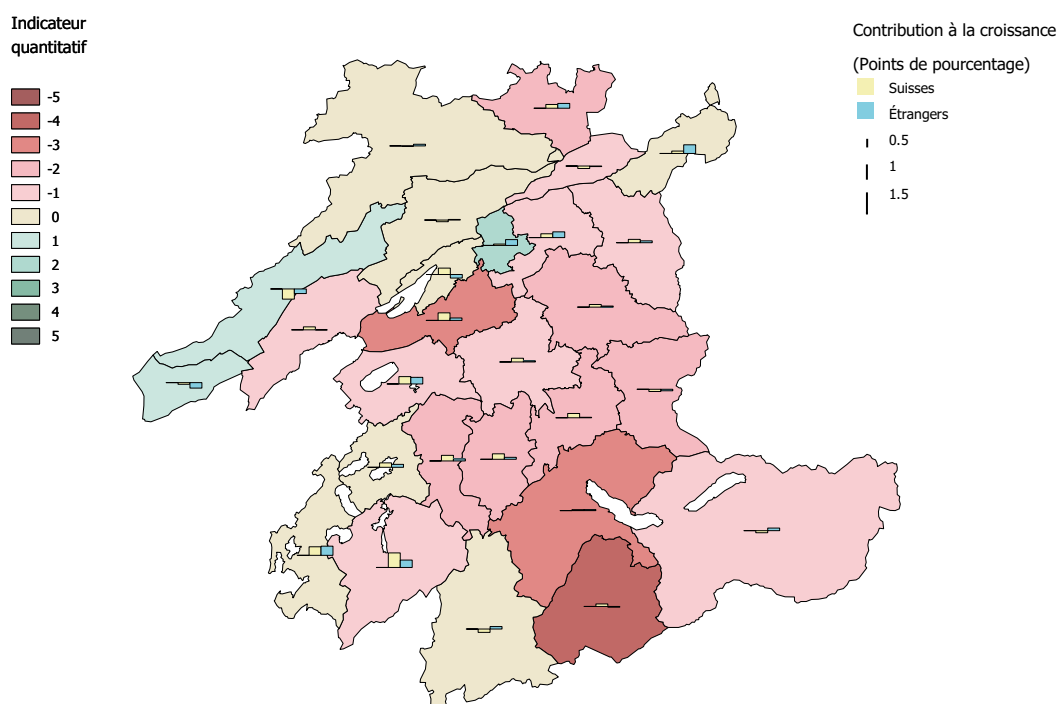 Indicateur
quantitatif
-5
-4
-3
-2
-1
0
1
2
3
4
5
Contribution à la croissance
(Points de pourcentage)
Suisses
Étrangers
0.5
1
1.5